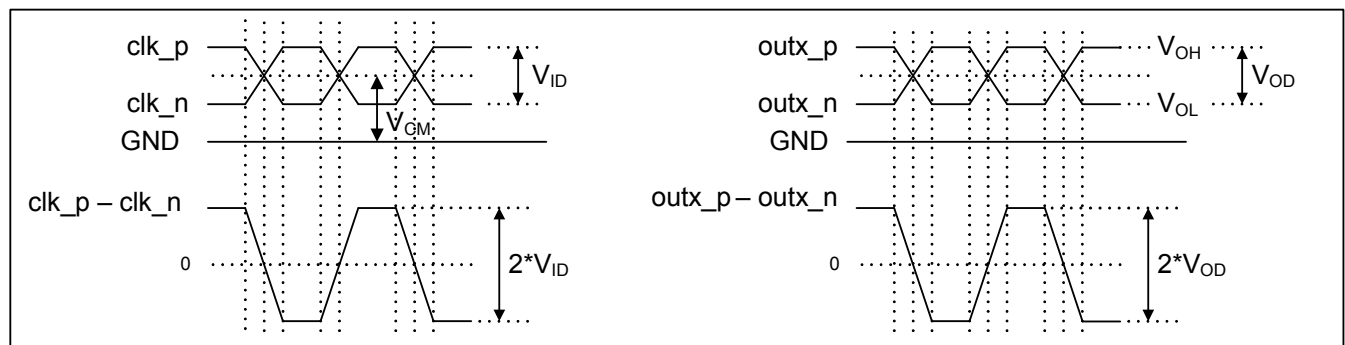 clk_p
V_ID
clk_n
V_CM
GND
clk_p – clk_n
0
2*V_ID
outx_p
V_OH
V_OD
outx_n
V_OL
GND
outx_p – outx_n
0
2*V_OD